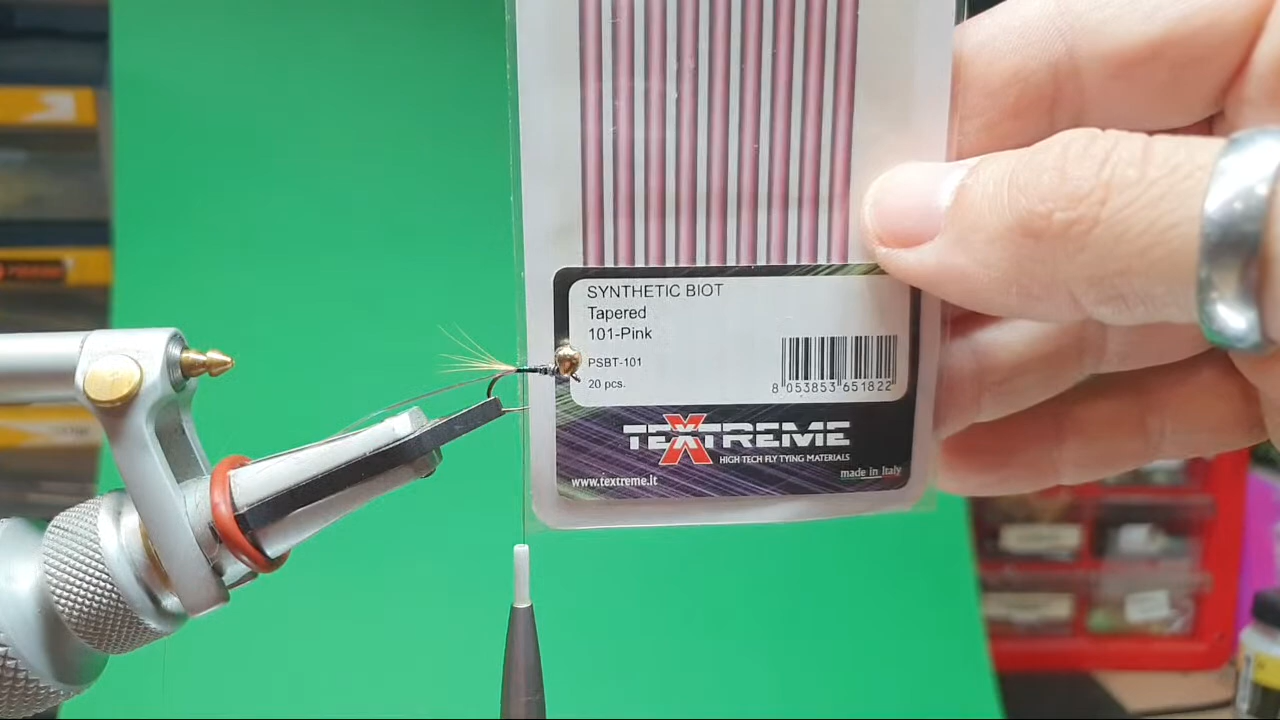 SYNTHETIC BIOT
Tapered
101-Pink
PSBT-101
20 pcs.
8 053853 651822
TEXTREME
HIGH TECH FLY TYING MATERIALS
www.textreme.it
made in Italy